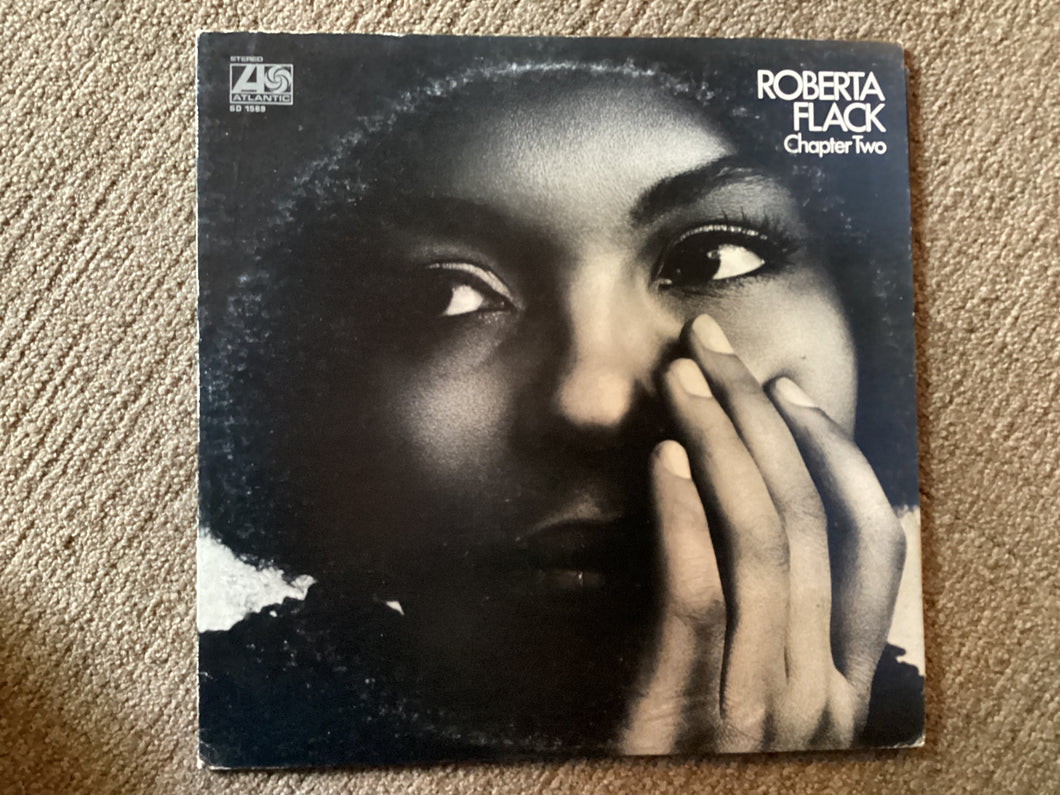 STEREO
ATLANTIC
SD 1569
ROBERTA
FLACK
Chapter Two